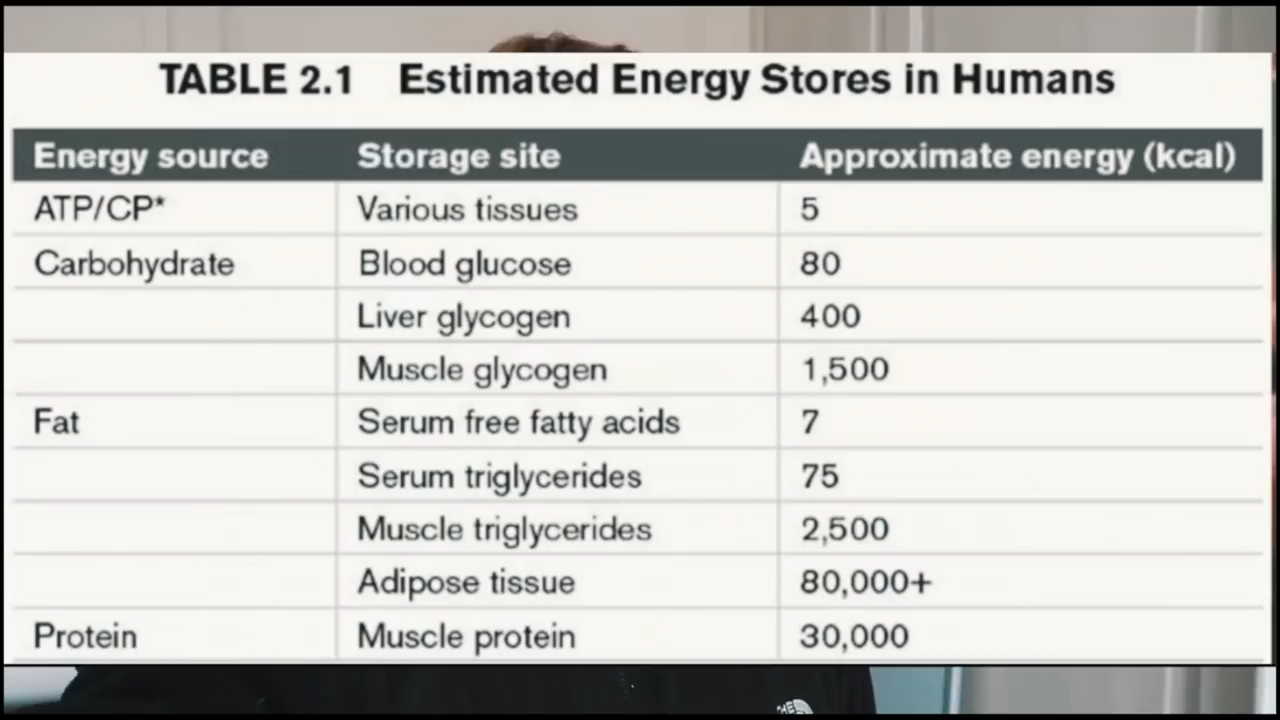 TABLE 2.1 Estimated Energy Stores in Humans
Energy source Storage site Approximate energy (kcal)
ATP/CP* Various tissues 5
Carbohydrate Blood glucose 80
Liver glycogen 400
Muscle glycogen 1,500
Fat Serum free fatty acids 7
Serum triglycerides 75
Muscle triglycerides 2,500
Adipose tissue 80,000+
Protein Muscle protein 30,000
THE